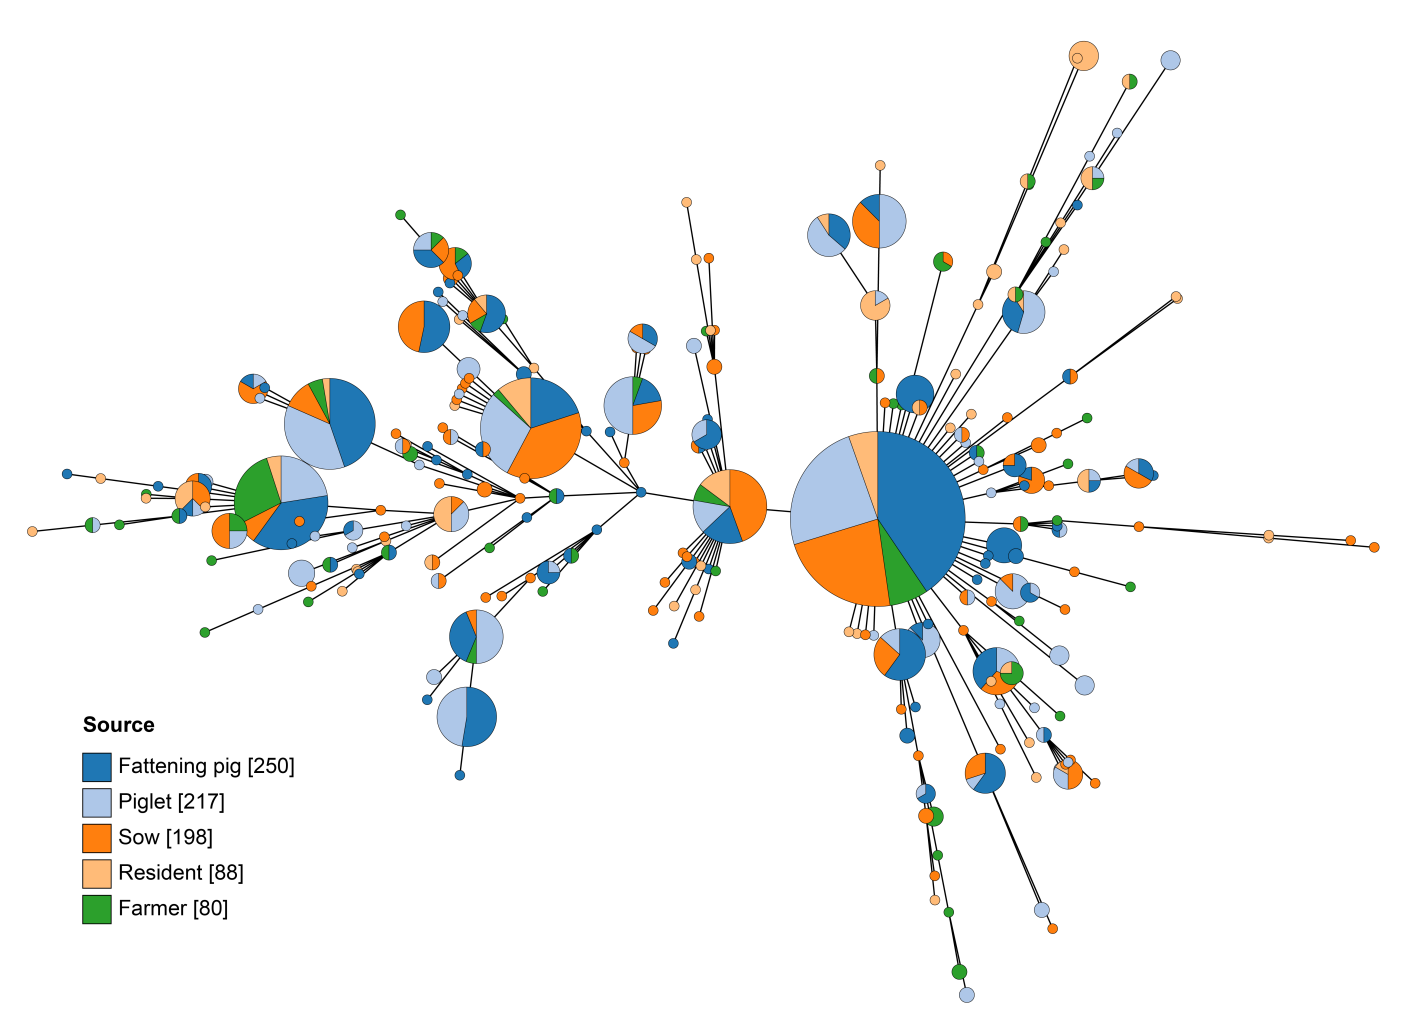 Source
Fattening pig [250]
Piglet [217]
Sow [198]
Resident [88]
Farmer [80]